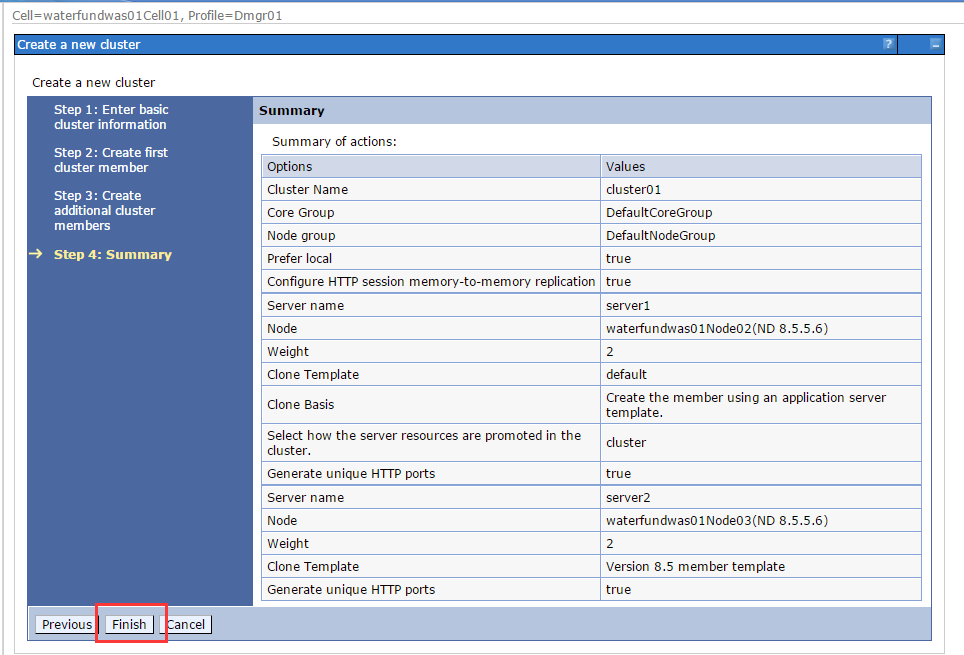 Cell=waterfundwas01Cell01, Profile=Dmgr01
Create a new cluster ? –
Create a new cluster
Step 1: Enter basic
cluster information
Step 2: Create first
cluster member
Step 3: Create
additional cluster
members
→ Step 4: Summary
Summary
Summary of actions:
Options Values
Cluster Name cluster01
Core Group DefaultCoreGroup
Node group DefaultNodeGroup
Prefer local true
Configure HTTP session memory-to-memory replication true
Server name server1
Node waterfundwas01Node02(ND 8.5.5.6)
Weight 2
Clone Template default
Clone Basis Create the member using an application server
template.
Select how the server resources are promoted in the
cluster. cluster
Generate unique HTTP ports true
Server name server2
Node waterfundwas01Node03(ND 8.5.5.6)
Weight 2
Clone Template Version 8.5 member template
Generate unique HTTP ports true
Previous Finish Cancel